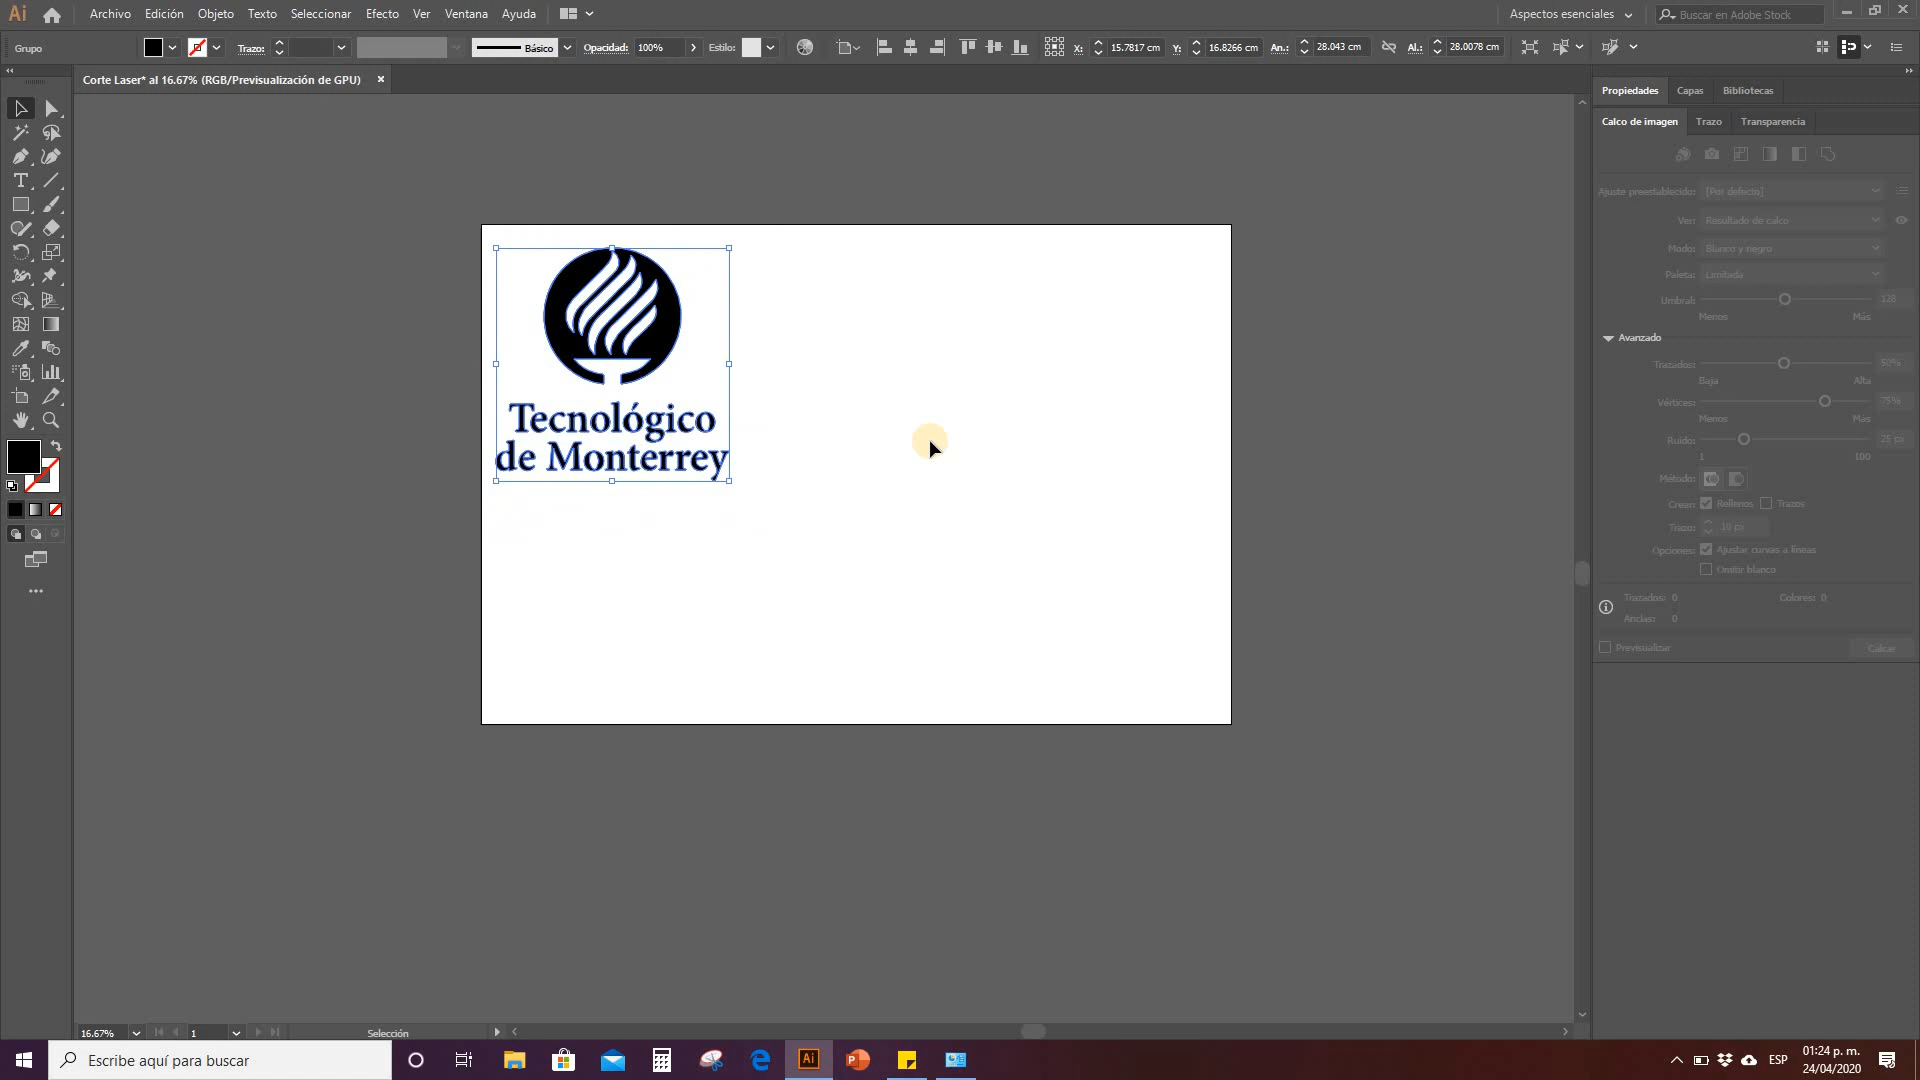 Ai Archivo Edición Objeto Texto Seleccionar Efecto Ver Ventana Ayuda Aspectos esenciales Buscar en Adobe Stock
Grupo Trazo: Básico Opacidad: 100% Estilo: X: 15.7817 cm Y: 16.8266 cm An.: 28.043 cm Al.: 28.0078 cm
Corte Laser* al 16.67% (RGB/Previsualización de GPU) ×
Propiedades Capas Bibliotecas
Calco de imagen Trazo Transparencia
Ajuste preestablecido: [Por defecto]
Ver: Resultado de calco
Modo: Blanco y negro
Paleta: Limitada
Umbral: 128
Menos Más
Avanzado
Trazados: 50%
Baja Alta
Vértices: 75%
Menos Más
Ruido: 25 px
1 100
Método:
Crear: Rellenos Trazos
Trazo: 10 px
Opciones: Ajustar curvas a líneas
Omitir blanco
Trazados: 0 Colores: 0
Anclas: 0
Previsualizar Calcar
Tecnológico
de Monterrey
16.67% 1 Selección
Escribe aquí para buscar
Ai
ESP
01:24 p. m.
24/04/2020